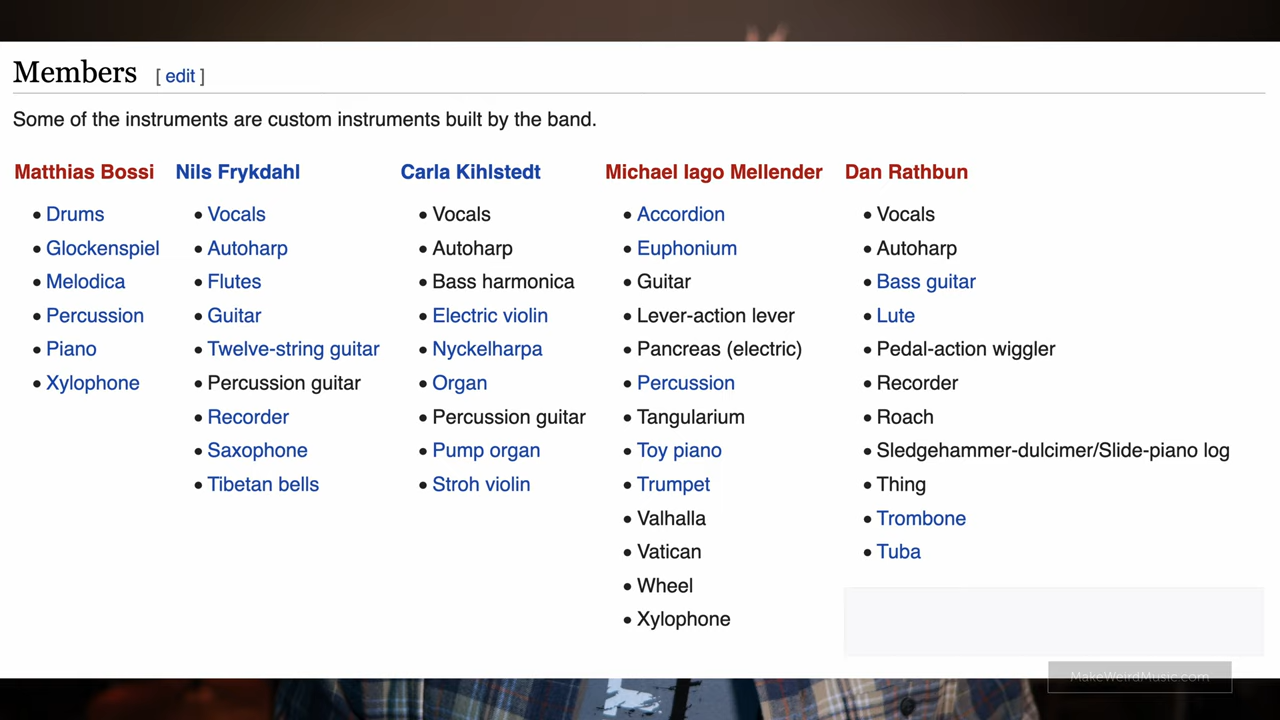 Members [ edit ]
Some of the instruments are custom instruments built by the band.
Matthias Bossi
Drums
Glockenspiel
Melodica
Percussion
Piano
Xylophone
Nils Frykdahl
Vocals
Autoharp
Flutes
Guitar
Twelve-string guitar
Percussion guitar
Recorder
Saxophone
Tibetan bells
Carla Kihlstedt
Vocals
Autoharp
Bass harmonica
Electric violin
Nyckelharpa
Organ
Percussion guitar
Pump organ
Stroh violin
Michael Iago Mellender
Accordion
Euphonium
Guitar
Lever-action lever
Pancreas (electric)
Percussion
Tangularium
Toy piano
Trumpet
Valhalla
Vatican
Wheel
Xylophone
Dan Rathbun
Vocals
Autoharp
Bass guitar
Lute
Pedal-action wiggler
Recorder
Roach
Sledgehammer-dulcimer/Slide-piano log
Thing
Trombone
Tuba
MakeWeirdMusic.com